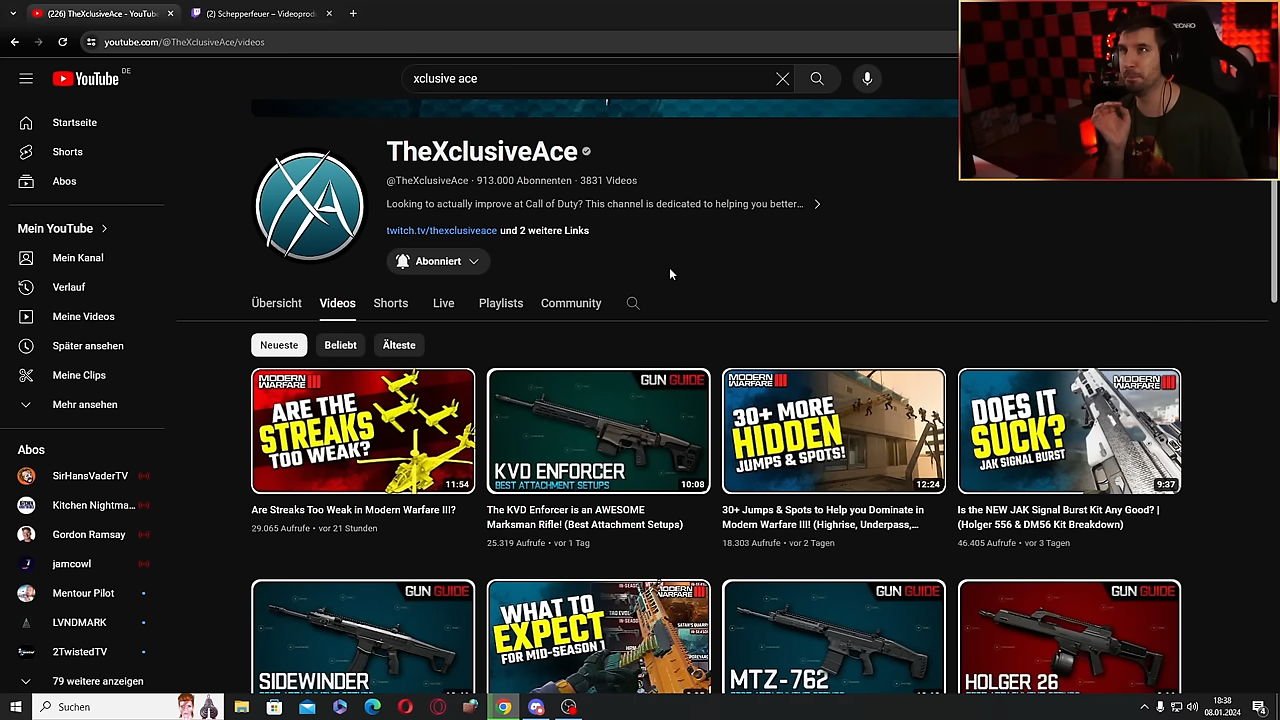 (226) TheXclusiveAce - YouTube
(2) Schepperfeuer – Videoprod
youtube.com/@TheXclusiveAce/videos
YouTube DE
xclusive ace
RECARO
Startseite
Shorts
Abos
Mein YouTube
Mein Kanal
Verlauf
Meine Videos
Später ansehen
Meine Clips
Mehr ansehen
Abos
SirHansVaderTV
Kitchen Nightma...
Gordon Ramsay
jamcowl
Mentour Pilot
LVNDMARK
2TwistedTV
79 weitere anzeigen
XA
TheXclusiveAce
@TheXclusiveAce · 913.000 Abonnenten · 3831 Videos
Looking to actually improve at Call of Duty? This channel is dedicated to helping you better...
twitch.tv/thexclusiveace und 2 weitere Links
Abonniert
Übersicht Videos Shorts Live Playlists Community
Neueste Beliebt Älteste
MODERN WARFARE III
ARE THE
STREAKS
TOO WEAK?
11:54
Are Streaks Too Weak in Modern Warfare III?
29.065 Aufrufe · vor 21 Stunden
GUN GUIDE
KVD ENFORCER
BEST ATTACHMENT SETUPS
10:08
The KVD Enforcer is an AWESOME
Marksman Rifle! (Best Attachment Setups)
25.319 Aufrufe · vor 1 Tag
MODERN WARFARE III
30+ MORE
HIDDEN
JUMPS & SPOTS!
12:24
30+ Jumps & Spots to Help you Dominate in
Modern Warfare III! (Highrise, Underpass,...
18.303 Aufrufe · vor 2 Tagen
MODERN WARFARE III
DOES IT
SUCK?
JAK SIGNAL BURST
9:37
Is the NEW JAK Signal Burst Kit Any Good? |
(Holger 556 & DM56 Kit Breakdown)
46.405 Aufrufe · vor 3 Tagen
GUN GUIDE
SIDEWINDER
MODERN WARFARE III
WHAT TO
EXPECT
FOR MID-SEASON 1
GUN GUIDE
MTZ-762
GUN GUIDE
HOLGER 26
Suchen
18:38
08.01.2024